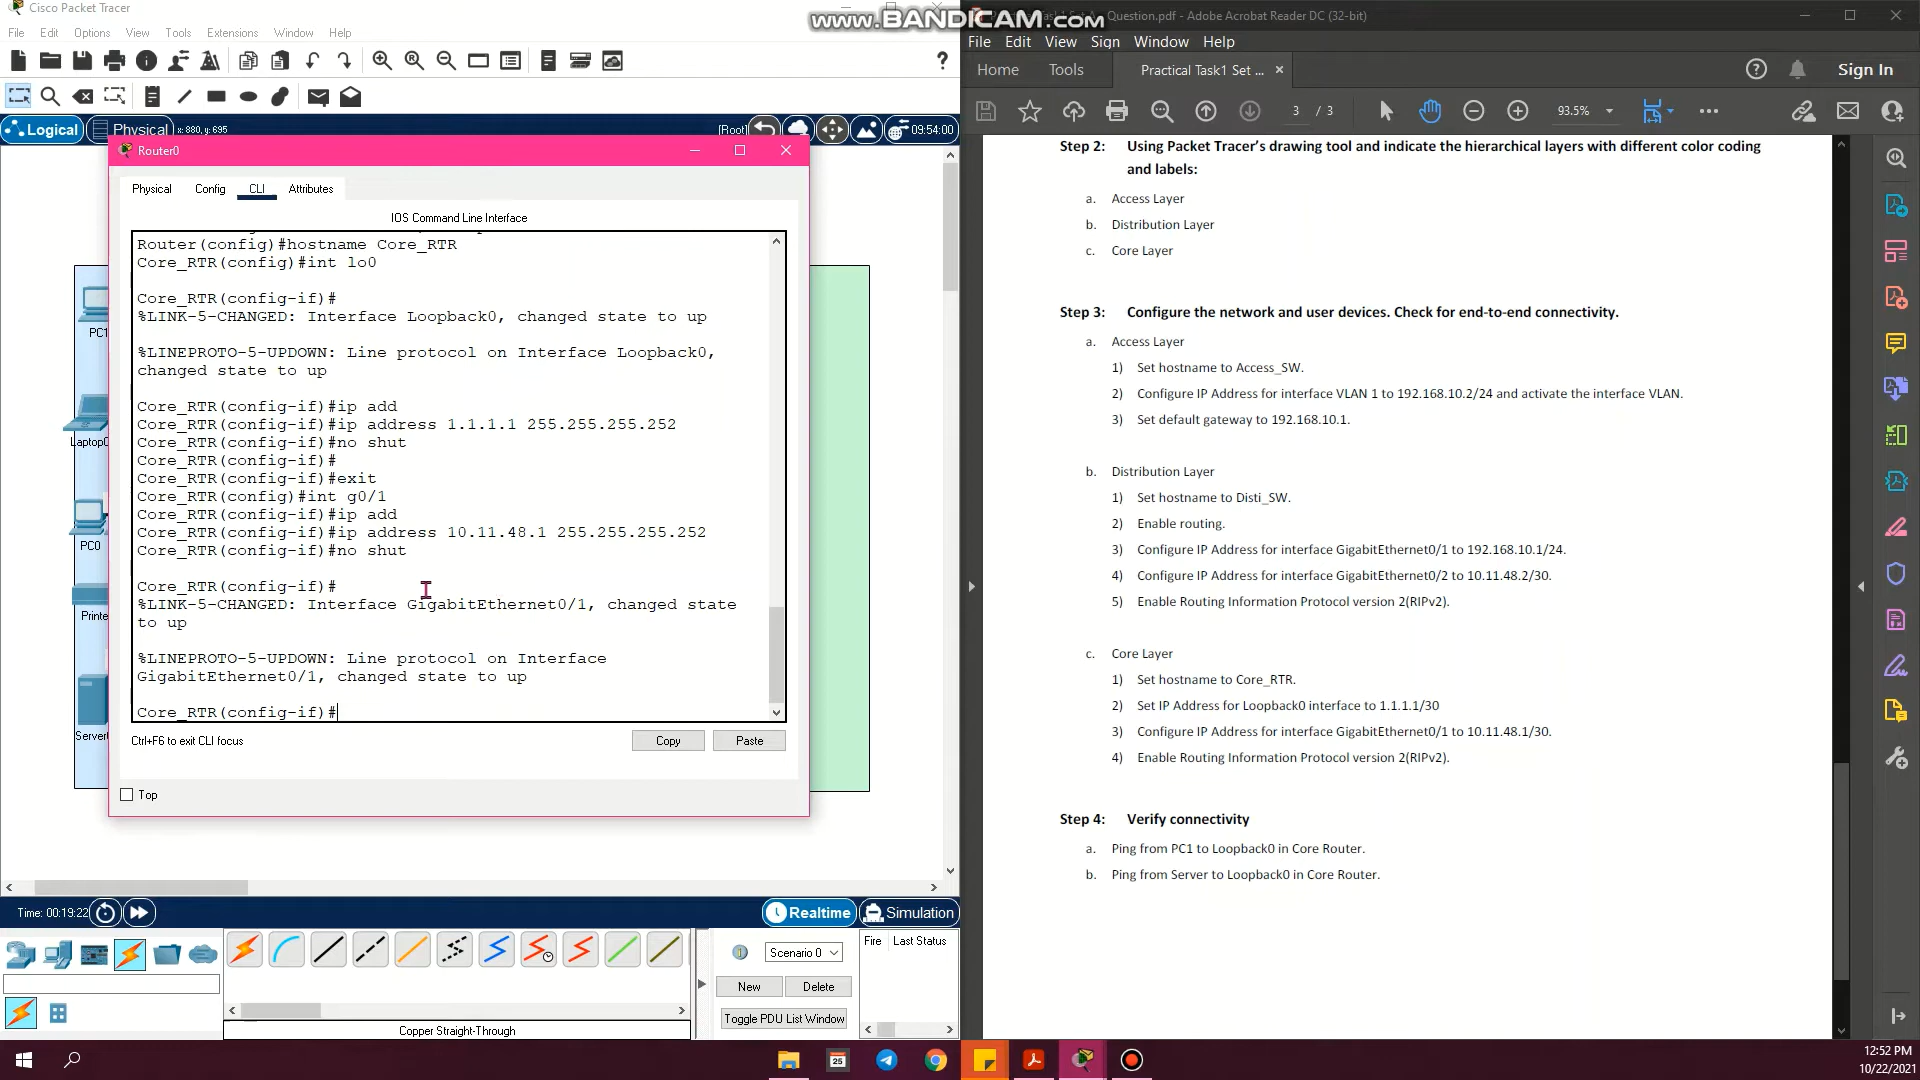 Cisco Packet Tracer
File Edit Options View Tools Extensions Window Help
www.BANDICAM.com
Logical
Physical
x: 880, y: 695
[Root]
09:54:00
Router0
Physical Config CLI Attributes
IOS Command Line Interface
Router(config)#hostname Core_RTR
Core_RTR(config)#int lo0
Core_RTR(config-if)#
%LINK-5-CHANGED: Interface Loopback0, changed state to up
%LINEPROTO-5-UPDOWN: Line protocol on Interface Loopback0,
changed state to up
Core_RTR(config-if)#ip add
Core_RTR(config-if)#ip address 1.1.1.1 255.255.255.252
Core_RTR(config-if)#no shut
Core_RTR(config-if)#
Core_RTR(config-if)#exit
Core_RTR(config)#int g0/1
Core_RTR(config-if)#ip add
Core_RTR(config-if)#ip address 10.11.48.1 255.255.255.252
Core_RTR(config-if)#no shut
Core_RTR(config-if)#
%LINK-5-CHANGED: Interface GigabitEthernet0/1, changed state
to up
%LINEPROTO-5-UPDOWN: Line protocol on Interface
GigabitEthernet0/1, changed state to up
Core_RTR(config-if)#
Ctrl+F6 to exit CLI focus
Copy
Paste
Top
PC1
PC0
Time: 00:19:22
Realtime
Simulation
Scenario 0
New
Delete
Toggle PDU List Window
Fire
Last Status
Copper Straight-Through
Question.pdf - Adobe Acrobat Reader DC (32-bit)
File Edit View Sign Window Help
Home
Tools
Practical Task1 Set ...
Sign In
3 / 3
93.5%
Step 2: Using Packet Tracer's drawing tool and indicate the hierarchical layers with different color coding
and labels:
a. Access Layer
b. Distribution Layer
c. Core Layer
Step 3: Configure the network and user devices. Check for end-to-end connectivity.
a. Access Layer
1) Set hostname to Access_SW.
2) Configure IP Address for interface VLAN 1 to 192.168.10.2/24 and activate the interface VLAN.
3) Set default gateway to 192.168.10.1.
b. Distribution Layer
1) Set hostname to Disti_SW.
2) Enable routing.
3) Configure IP Address for interface GigabitEthernet0/1 to 192.168.10.1/24.
4) Configure IP Address for interface GigabitEthernet0/2 to 10.11.48.2/30.
5) Enable Routing Information Protocol version 2(RIPv2).
c. Core Layer
1) Set hostname to Core_RTR.
2) Set IP Address for Loopback0 interface to 1.1.1.1/30
3) Configure IP Address for interface GigabitEthernet0/1 to 10.11.48.1/30.
4) Enable Routing Information Protocol version 2(RIPv2).
Step 4: Verify connectivity
a. Ping from PC1 to Loopback0 in Core Router.
b. Ping from Server to Loopback0 in Core Router.
25
12:52 PM
10/22/2021